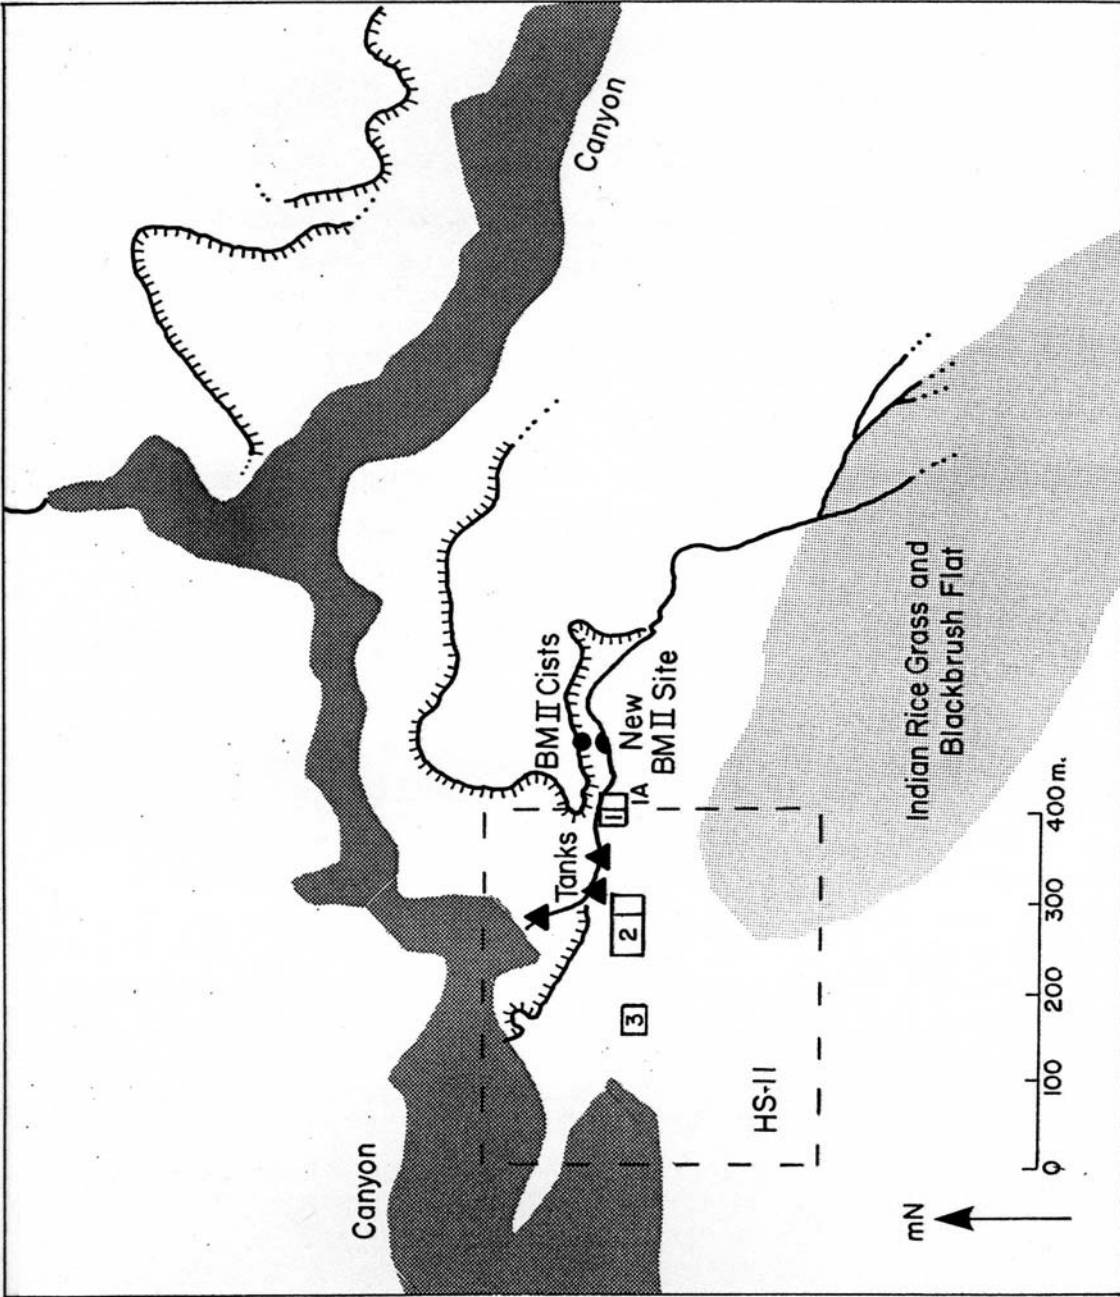 Canyon
Canyon
BM II Cists
Tanks
1
1A
New
BM II Site
2
3
HS-11
Indian Rice Grass and
Blackbrush Flat
mN
0 100 200 300 400 m.